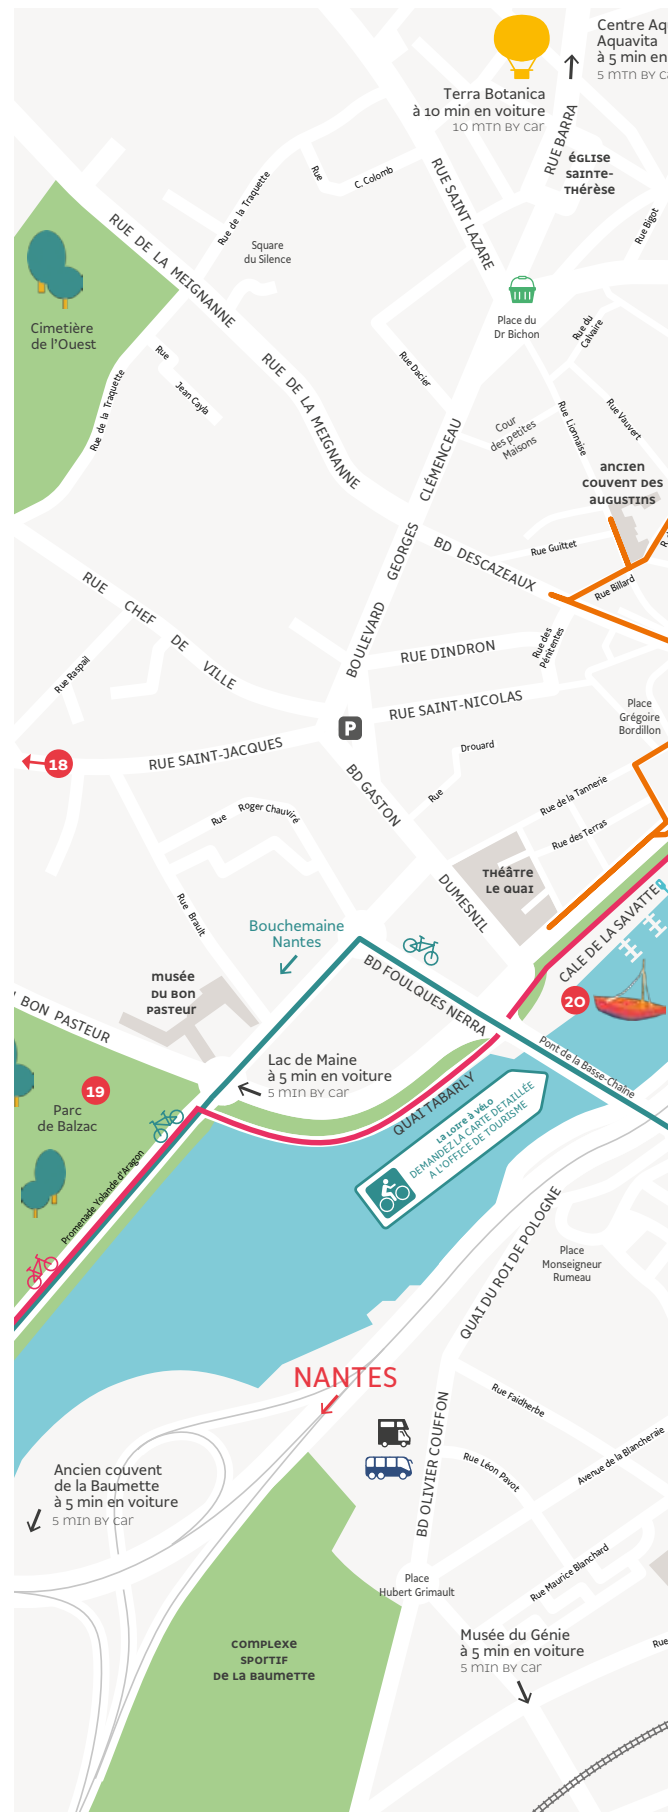 Centre Aq
Aquavita
à 5 min en
5 min by ca
Terra Botanica
à 10 min en voiture
10 min by car
RUE BARRA
église
sainte-
thérèse
Rue
C. Colomb
RUE SAINT LAZARE
Rue de la Traquette
Rue Bigot
RUE DE LA MEIGNANNE
Square
du Silence
Cimetière
de l'Ouest
Place du
Dr Bichon
Rue du
Calvaire
Rue
Jean Cayla
Rue de la Traquette
RUE DE LA MEIGNANNE
Rue Dacier
Cour
des petites
Maisons
Rue Lionnaise
Rue Vauvert
ancien
couvent des
augustins
BOULEVARD GEORGES CLÉMENCEAU
BD DESCAZEAUX
Rue Guittet
Rue Billard
RUE CHEF DE VILLE
Rue Raspail
RUE DINDRON
Rue des
Pénitentes
RUE SAINT-NICOLAS
Place
Grégoire
Bordillon
P
18
RUE SAINT-JACQUES
Rue
Drouard
BD GASTON DUMESNIL
Rue de la Tannerie
Rue des Terras
Rue
Roger Chauviré
théâtre
le quai
Rue Brault
Bouchemaine
Nantes
CALE DE LA SAVATTE
musée
du bon
pasteur
BD FOULQUES NERRA
20
BON PASTEUR
Pont de la Basse-Chaîne
Lac de Maine
à 5 min en voiture
5 min by car
19
Parc
de Balzac
QUAI TABARLY
La Loire à vélo
DEMANDEZ LA CARTE DETAILLÉE
A L'OFFICE DE TOURISME
Promenade Yolande d'Aragon
QUAI DU ROI DE POLOGNE
Place
Monseigneur
Rumeau
NANTES
Rue Faidherbe
BD OLIVIER COUFFON
Avenue de la Blancheraie
Rue Léon Pavot
Ancien couvent
de la Baumette
à 5 min en voiture
5 min by car
Place
Hubert Grimault
Rue Maurice Blanchard
complexe
sportif
de la baumette
Musée du Génie
à 5 min en voiture
5 min by car
Rue